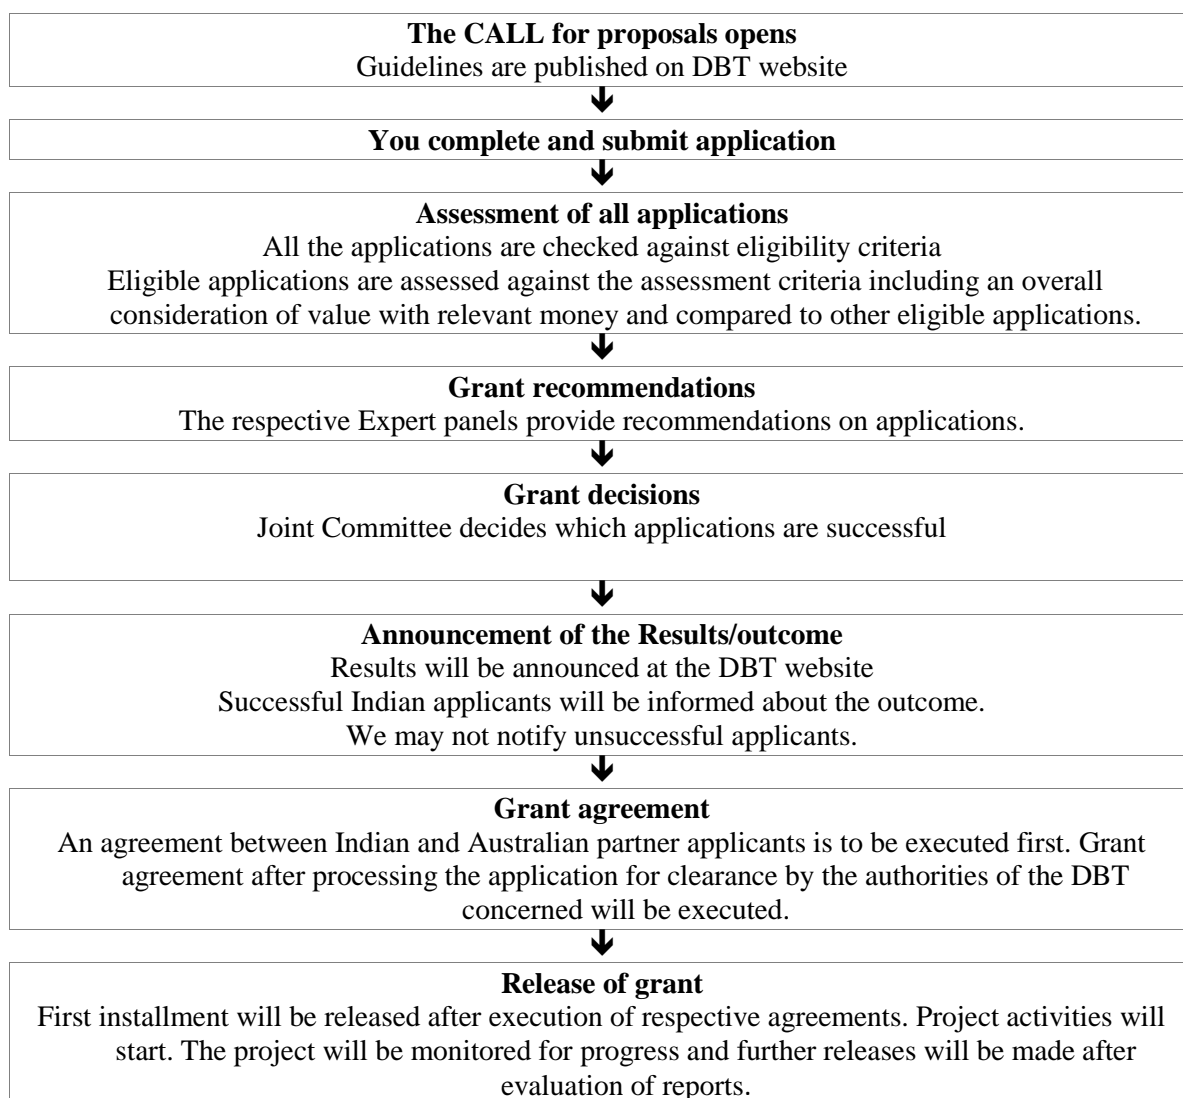 The CALL for proposals opens
Guidelines are published on DBT website
You complete and submit application
Assessment of all applications
All the applications are checked against eligibility criteria
Eligible applications are assessed against the assessment criteria including an overall
consideration of value with relevant money and compared to other eligible applications.
Grant recommendations
The respective Expert panels provide recommendations on applications.
Grant decisions
Joint Committee decides which applications are successful
Announcement of the Results/outcome
Results will be announced at the DBT website
Successful Indian applicants will be informed about the outcome.
We may not notify unsuccessful applicants.
Grant agreement
An agreement between Indian and Australian partner applicants is to be executed first. Grant
agreement after processing the application for clearance by the authorities of the DBT
concerned will be executed.
Release of grant
First installment will be released after execution of respective agreements. Project activities will
start. The project will be monitored for progress and further releases will be made after
evaluation of reports.